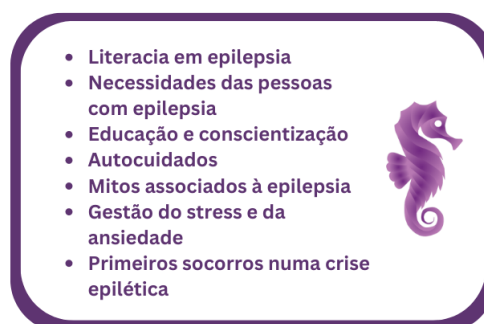 • Literacia em epilepsia
• Necessidades das pessoas
com epilepsia
• Educação e conscientização
• Autocuidados
• Mitos associados à epilepsia
• Gestão do stress e da
ansiedade
• Primeiros socorros numa crise
epilética